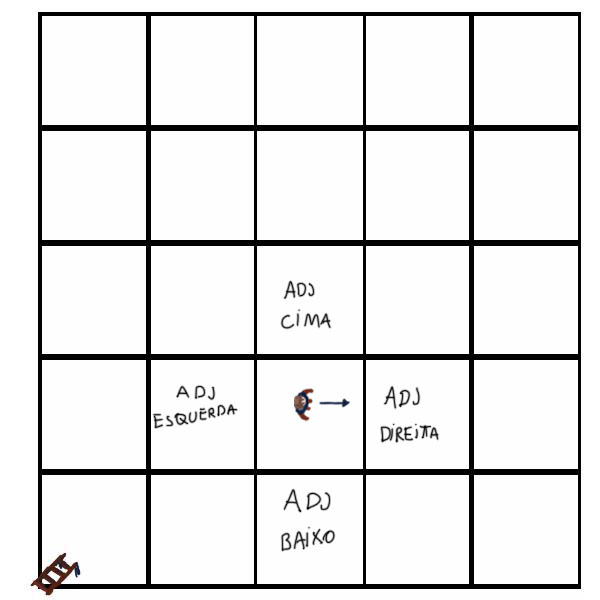 ADJ
CIMA
ADJ
ESQUERDA
ADJ
DIREITA
ADJ
BAIXO